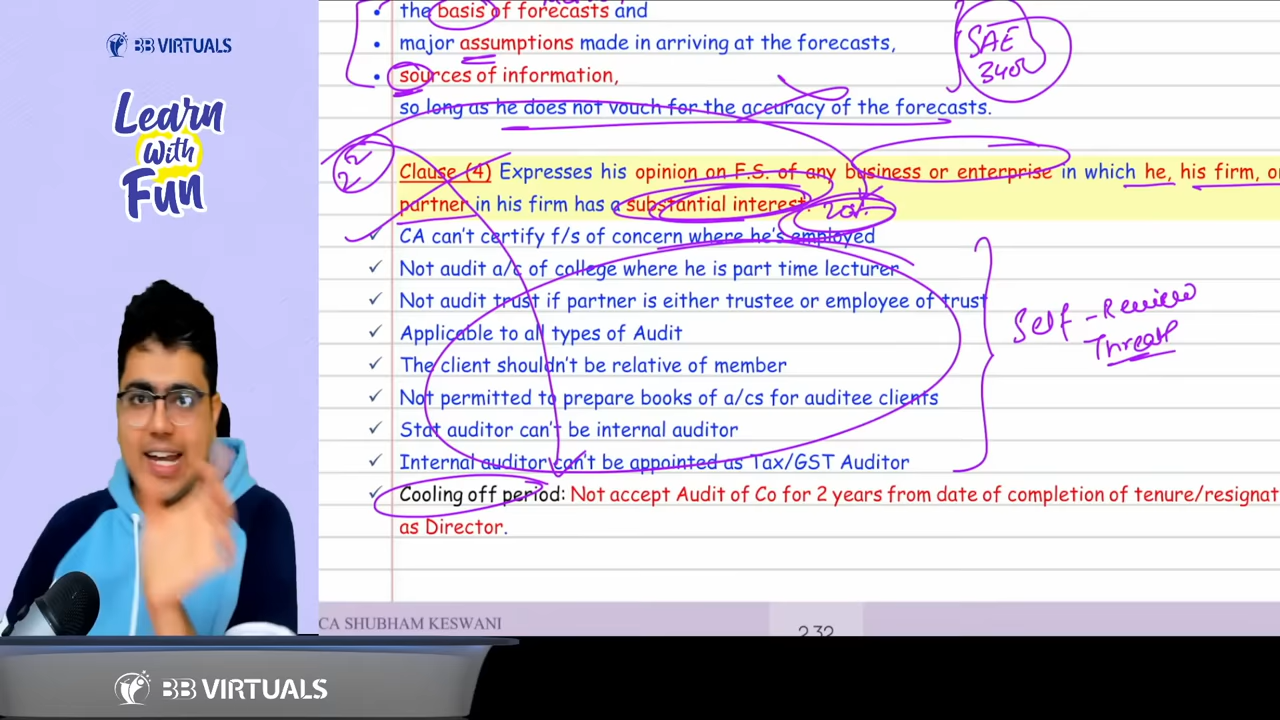 BB VIRTUALS
Learn
With
Fun
• the basis of forecasts and
• major assumptions made in arriving at the forecasts,
• sources of information,
so long as he does not vouch for the accuracy of the forecasts.
SAE
3402
22
Clause (4) Expresses his opinion on F.S. of any business or enterprise in which he, his firm, or
partner in his firm has a substantial interest.
20%
✓ CA can't certify f/s of concern where he's employed
✓ Not audit a/c of college where he is part time lecturer
✓ Not audit trust if partner is either trustee or employee of trust
✓ Applicable to all types of Audit
✓ The client shouldn't be relative of member
✓ Not permitted to prepare books of a/cs for auditee clients
✓ Stat auditor can't be internal auditor
✓ Internal auditor can't be appointed as Tax/GST Auditor
Self-Review
Threat
✓ Cooling off period: Not accept Audit of Co for 2 years from date of completion of tenure/resignat
as Director.
CA SHUBHAM KESWANI
232
BB VIRTUALS